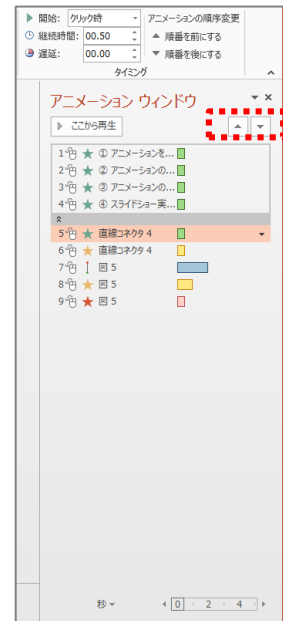 開始: クリック時 アニメーションの順序変更
継続時間: 00.50 順番を前にする
遅延: 00.00 順番を後にする
タイミング
アニメーション ウィンドウ
ここから再生
1 ① アニメーションを...
2 ② アニメーションの...
3 ③ アニメーションの...
4 ④ スライドショー実...
5 直線コネクタ 4
6 直線コネクタ 4
7 図 5
8 図 5
9 図 5
秒 0 2 4